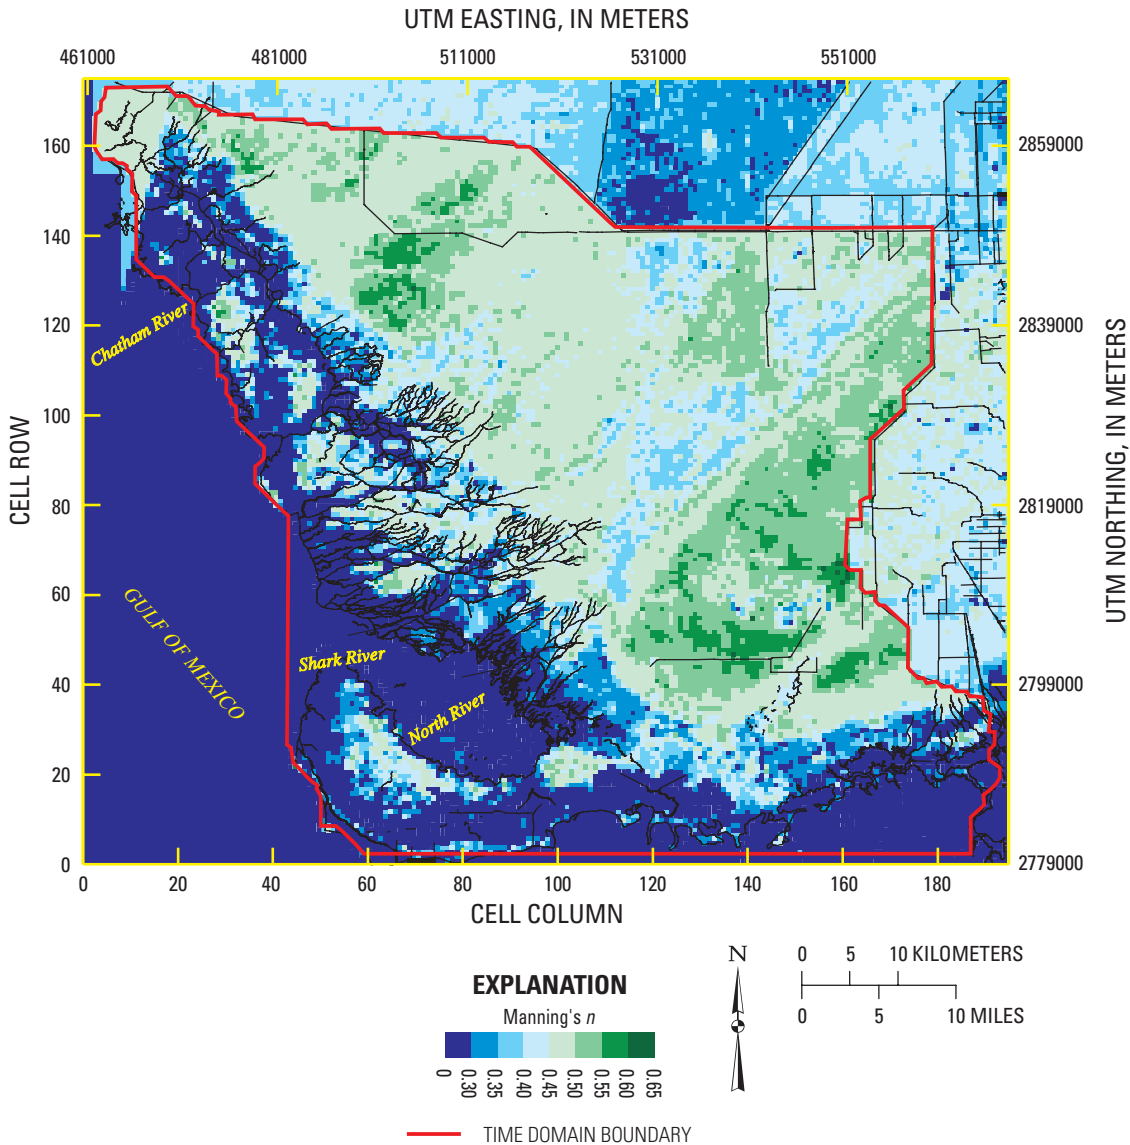 UTM EASTING, IN METERS
461000 481000 511000 531000 551000
160 2859000
140
120 2839000
100
80 2819000
60
40 2799000
20
0 2779000
CELL ROW
UTM NORTHING, IN METERS
Chatham River
GULF OF MEXICO
Shark River
North River
0 20 40 60 80 100 120 140 160 180
CELL COLUMN
EXPLANATION
Manning's n
0 0.30 0.35 0.40 0.45 0.50 0.55 0.60 0.65
TIME DOMAIN BOUNDARY
N
0 5 10 KILOMETERS
0 5 10 MILES